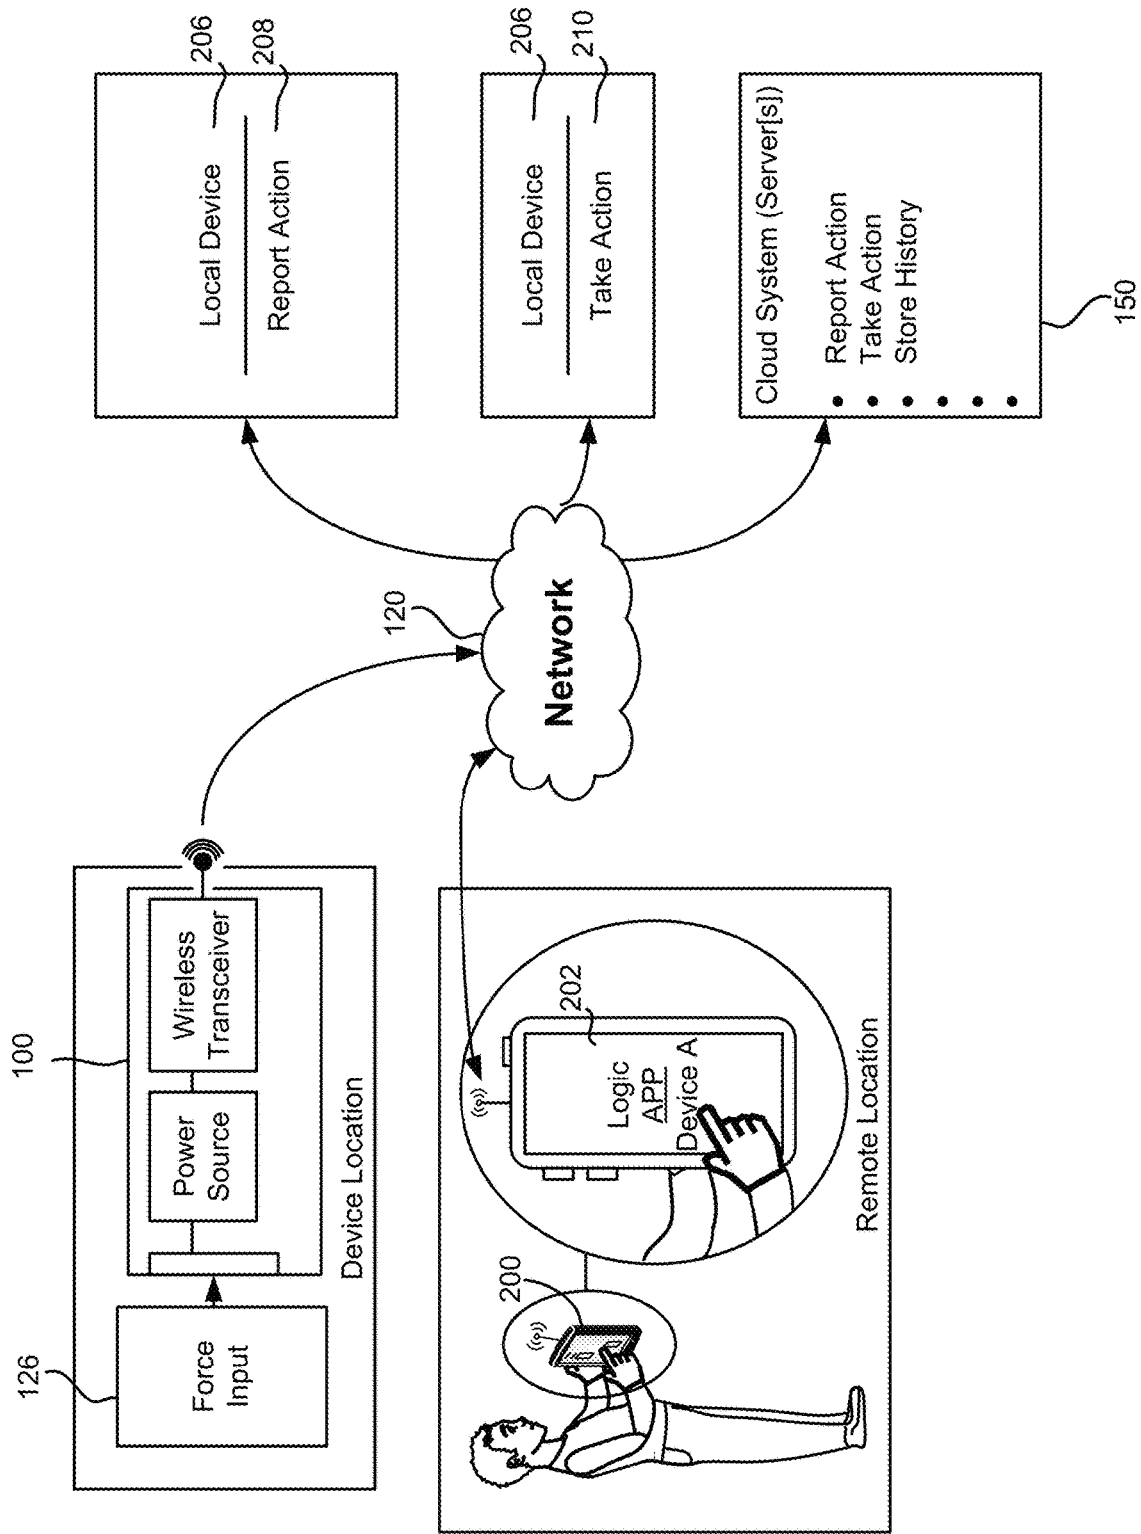 126
Force
Input
100
Power
Source
Wireless
Transceiver
Device Location
120
Network
200
202
Logic
APP
Device A
Remote Location
206
208
Local Device
Report Action
206
210
Local Device
Take Action
Cloud System (Server[s])
• Report Action
• Take Action
• Store History
•
•
•
150